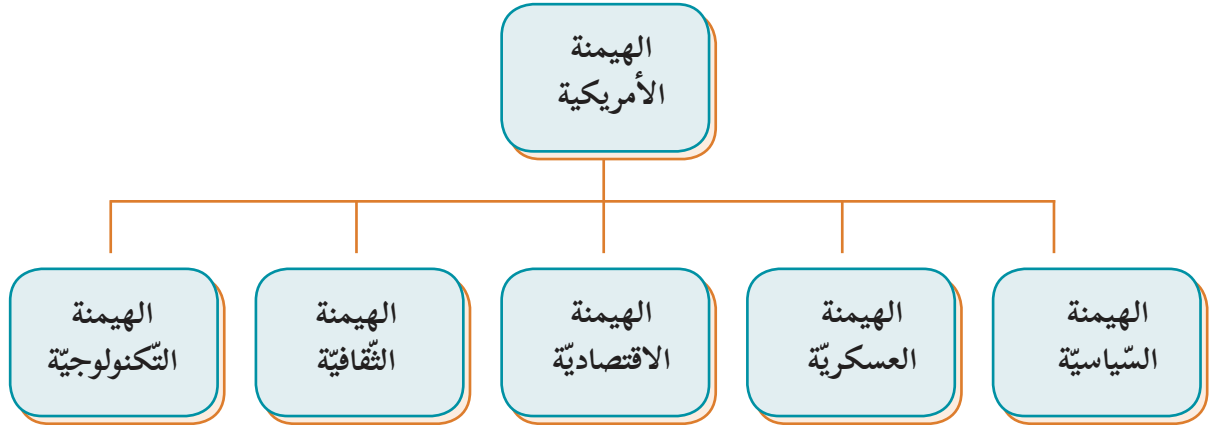 الهيمنة
الأمريكية
الهيمنة
السّياسيّة
الهيمنة
العسكريّة
الهيمنة
الاقتصاديّة
الهيمنة
الثّقافيّة
الهيمنة
التّكنولوجيّة